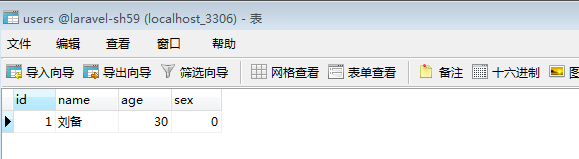 users @laravel-sh59 (localhost_3306) - 表
文件 编辑 查看 窗口 帮助
导入向导 导出向导 筛选向导 网格查看 表单查看 备注 十六进制
id name age sex
1 刘备 30 0